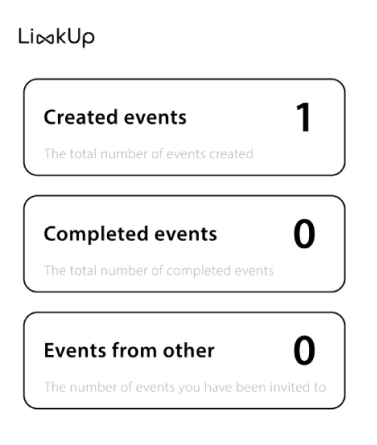 LinkUp
Created events
1
The total number of events created
Completed events
0
The total number of completed events
Events from other
0
The number of events you have been invited to